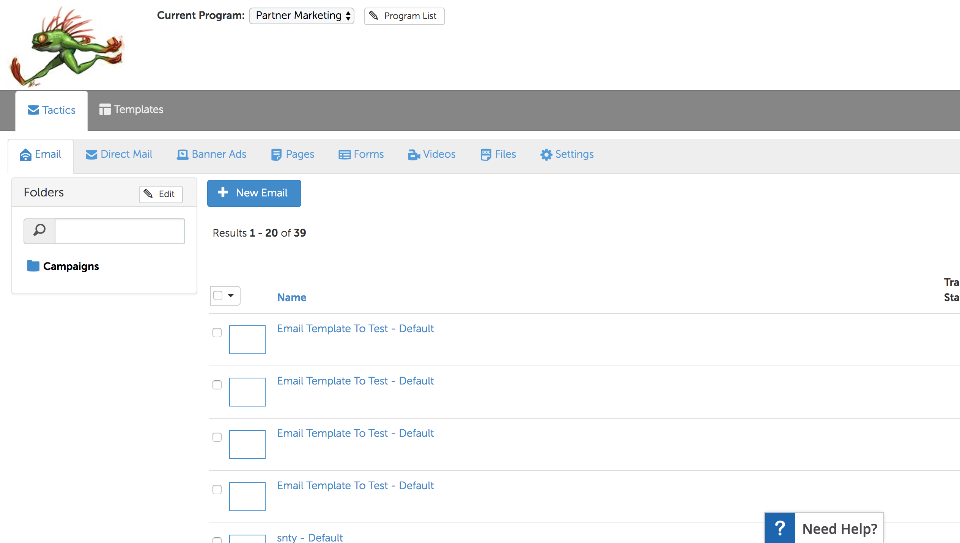 Current Program: Partner Marketing Program List
Tactics Templates
Email Direct Mail Banner Ads Pages Forms Videos Files Settings
Folders Edit
New Email
Results 1 - 20 of 39
Campaigns
Tra
Name Sta
Email Template To Test - Default
Email Template To Test - Default
Email Template To Test - Default
Email Template To Test - Default
? Need Help?
snty - Default